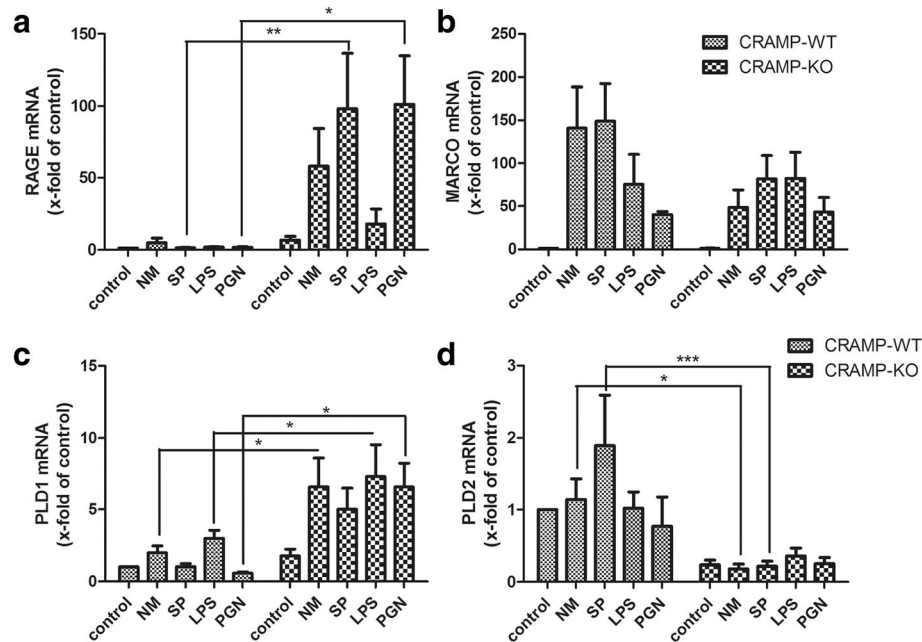 a
RAGE mRNA
(x-fold of control)
150
100
50
0
**
*
control
NM
SP
LPS
PGN
control
NM
SP
LPS
PGN
b
MARCO mRNA
(x-fold of control)
250
200
150
100
50
0
CRAMP-WT
CRAMP-KO
control
NM
SP
LPS
PGN
control
NM
SP
LPS
PGN
c
PLD1 mRNA
(x-fold of control)
15
10
5
0
*
*
*
control
NM
SP
LPS
PGN
control
NM
SP
LPS
PGN
d
PLD2 mRNA
(x-fold of control)
3
2
1
0
***
*
CRAMP-WT
CRAMP-KO
control
NM
SP
LPS
PGN
control
NM
SP
LPS
PGN